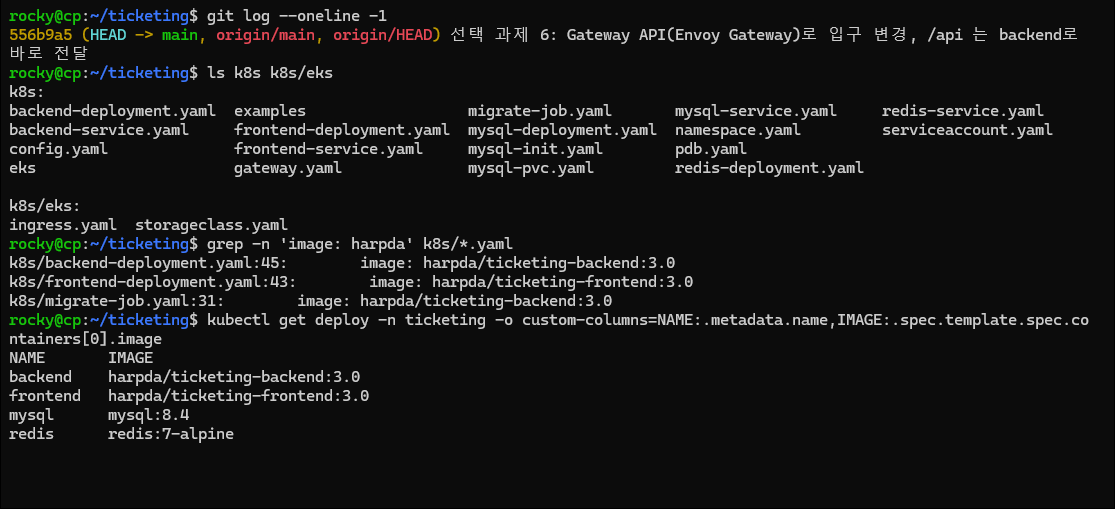 rocky@cp:~/ticketing$ git log --oneline -1
556b9a5 (HEAD -> main, origin/main, origin/HEAD) 선택 과제 6: Gateway API(Envoy Gateway)로 입구 변경, /api 는 backend로
바로 전달
rocky@cp:~/ticketing$ ls k8s k8s/eks
k8s:
backend-deployment.yaml  examples                  migrate-job.yaml       mysql-service.yaml     redis-service.yaml
backend-service.yaml     frontend-deployment.yaml  mysql-deployment.yaml  namespace.yaml         serviceaccount.yaml
config.yaml              frontend-service.yaml     mysql-init.yaml        pdb.yaml
eks                      gateway.yaml              mysql-pvc.yaml         redis-deployment.yaml

k8s/eks:
ingress.yaml  storageclass.yaml
rocky@cp:~/ticketing$ grep -n 'image: harpda' k8s/*.yaml
k8s/backend-deployment.yaml:45:          image: harpda/ticketing-backend:3.0
k8s/frontend-deployment.yaml:43:          image: harpda/ticketing-frontend:3.0
k8s/migrate-job.yaml:31:          image: harpda/ticketing-backend:3.0
rocky@cp:~/ticketing$ kubectl get deploy -n ticketing -o custom-columns=NAME:.metadata.name,IMAGE:.spec.template.spec.co
ntainers[0].image
NAME       IMAGE
backend    harpda/ticketing-backend:3.0
frontend   harpda/ticketing-frontend:3.0
mysql      mysql:8.4
redis      redis:7-alpine